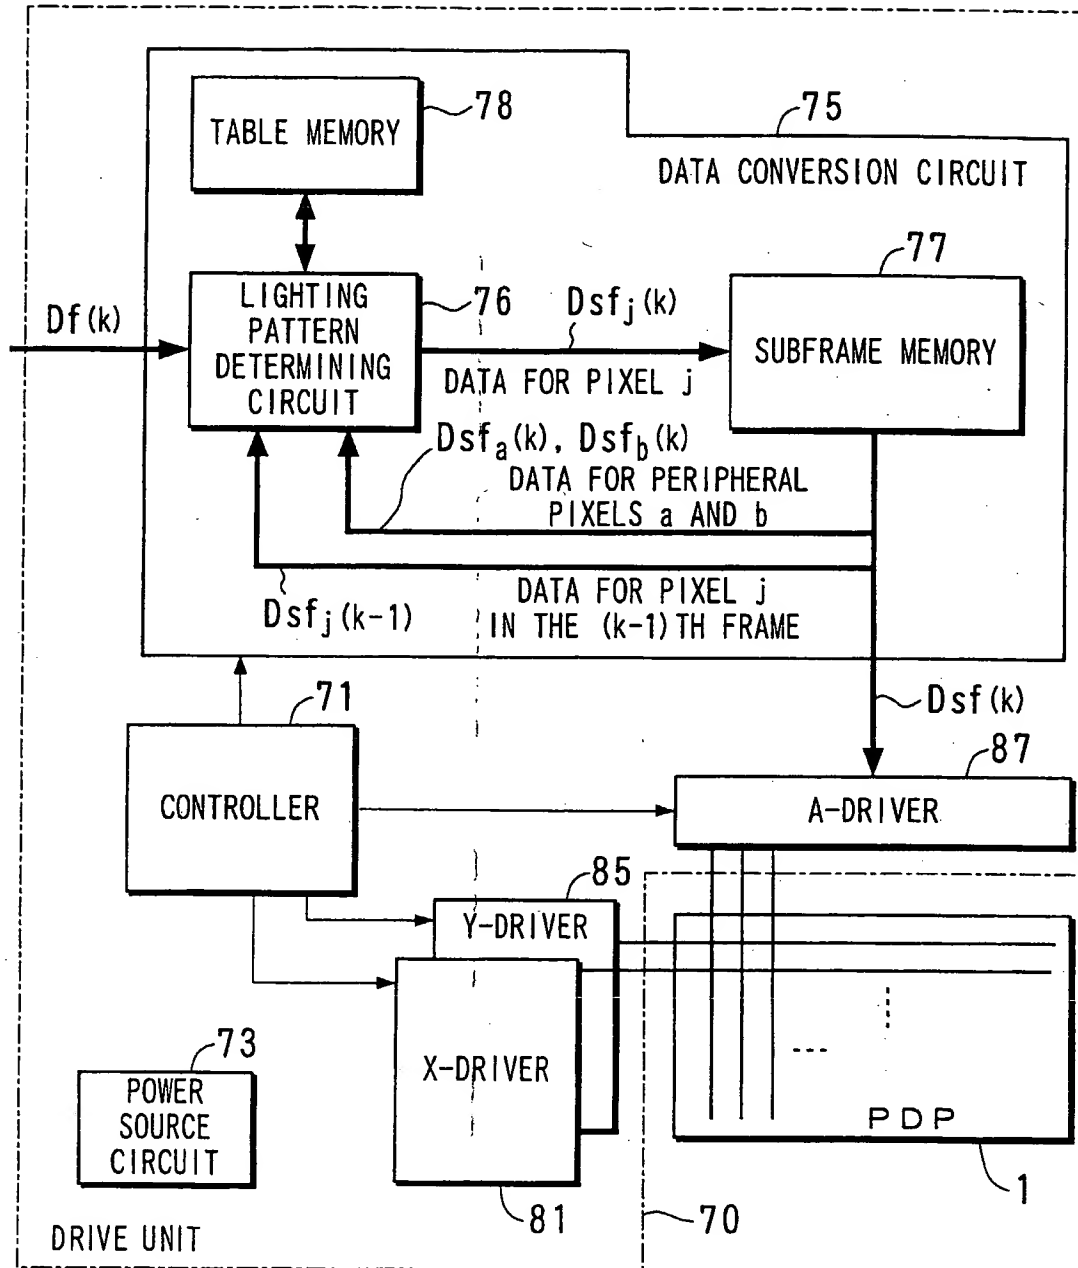 78
TABLE MEMORY
75
DATA CONVERSION CIRCUIT
77
Df(k)
LIGHTING
PATTERN
DETERMINING
CIRCUIT
76
Dsfj(k)
SUBFRAME MEMORY
DATA FOR PIXEL j
Dsfa(k), Dsfb(k)
DATA FOR PERIPHERAL
PIXELS a AND b
Dsfj(k-1)
DATA FOR PIXEL j
IN THE (k-1)TH FRAME
71
Dsf(k)
87
CONTROLLER
A-DRIVER
85
Y-DRIVER
X-DRIVER
73
POWER
SOURCE
CIRCUIT
PDP
1
81
70
DRIVE UNIT